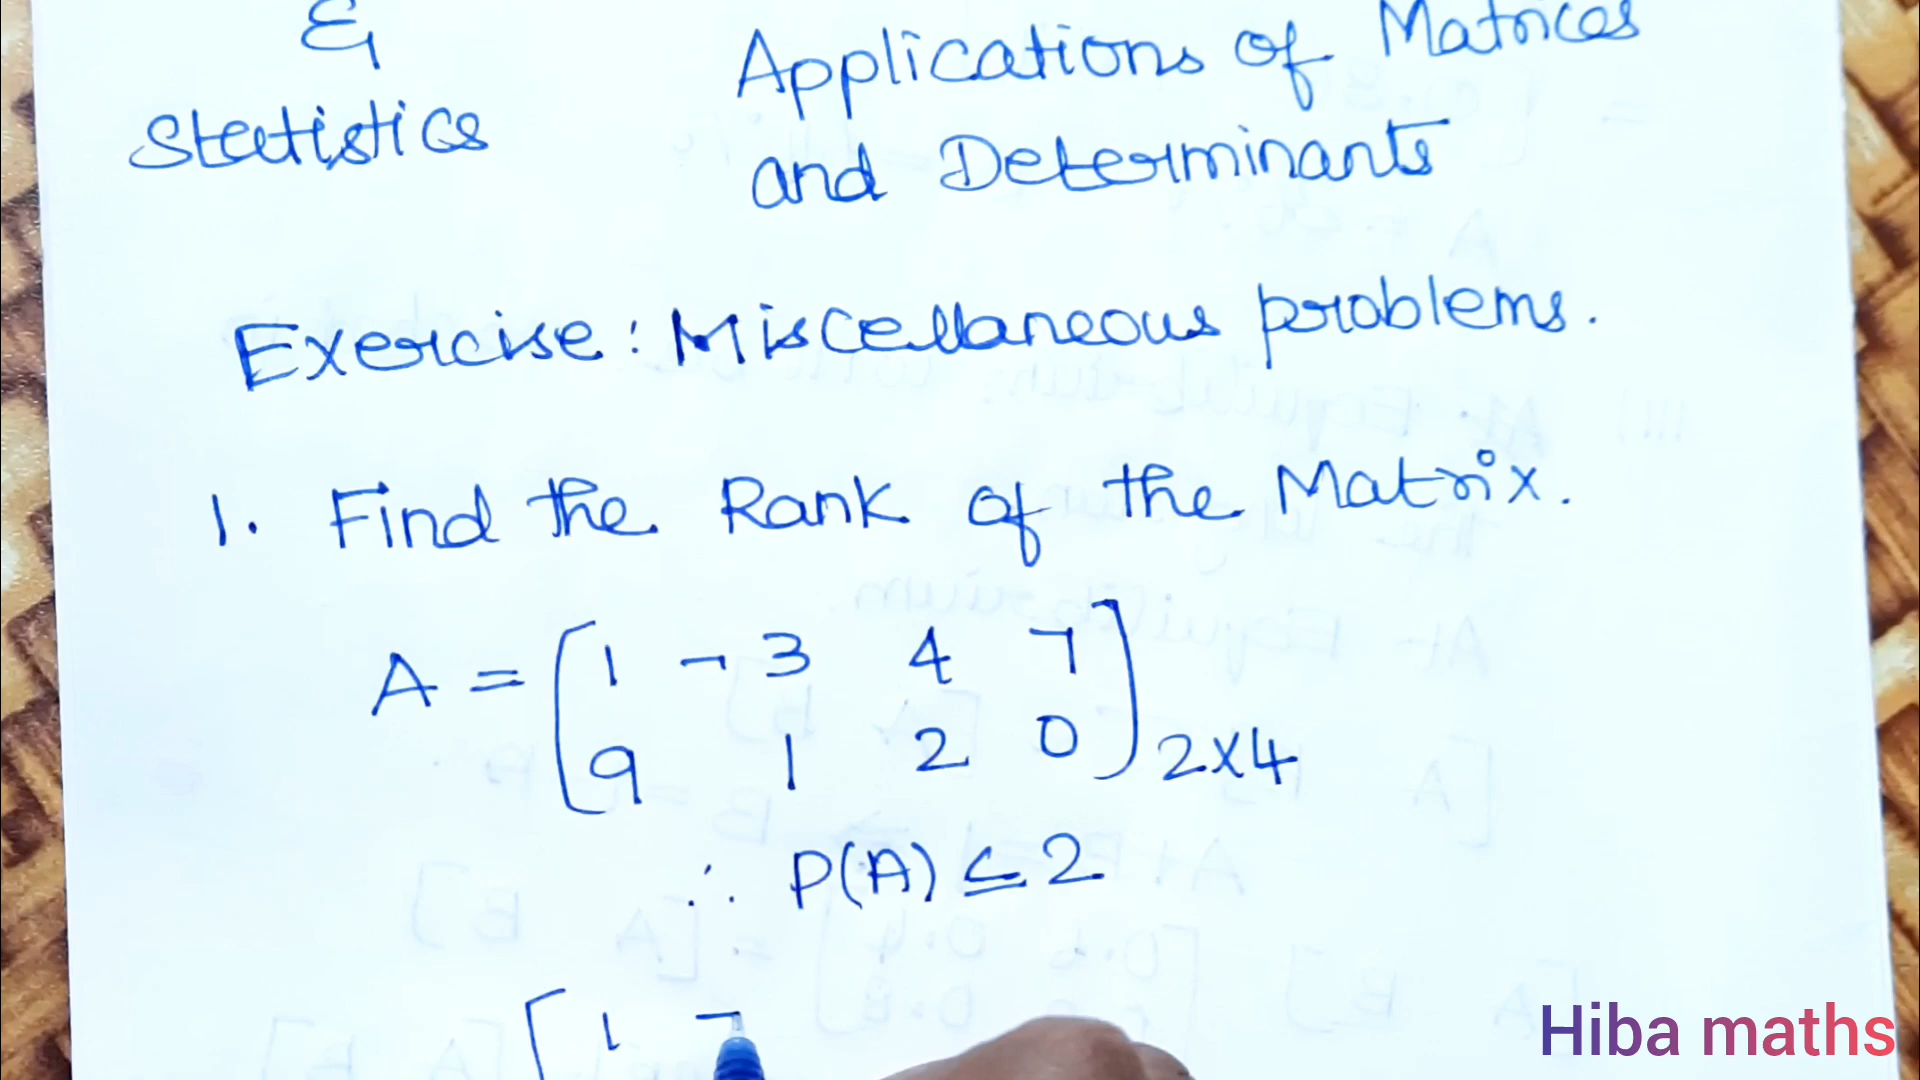 &
Statistics
Applications of Matrices
and Determinants
Exercise: Miscellaneous problems.
1. Find the Rank of the Matrix.
A = [1 -3 4 7
9 1 2 0] 2x4
∴ P(A) ≤ 2
[1 -
Hiba maths